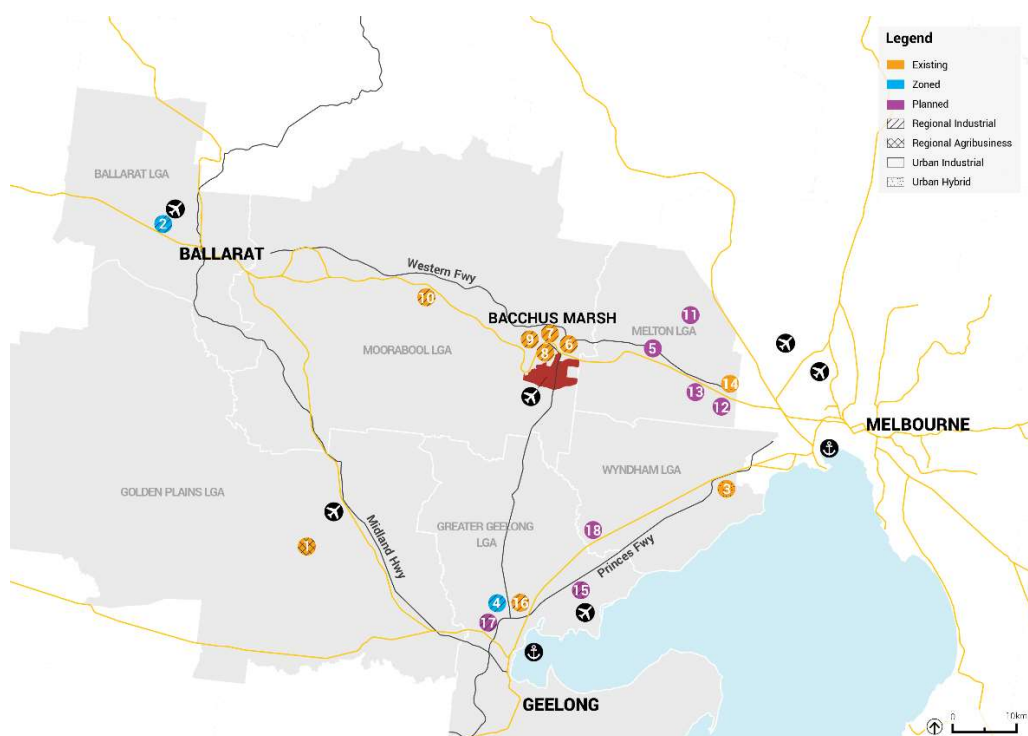 Legend
Existing
Zoned
Planned
Regional Industrial
Regional Agribusiness
Urban Industrial
Urban Hybrid
BALLARAT LGA
2
BALLARAT
Western Fwy
10
BACCHUS MARSH
11
MELTON LGA
9
7
6
8
5
MOORABOOL LGA
14
13
12
MELBOURNE
WYNDHAM LGA
3
GOLDEN PLAINS LGA
Midland Hwy
GREATER GEELONG
LGA
18
1
Princes Fwy
15
4
16
17
GEELONG
0
10km